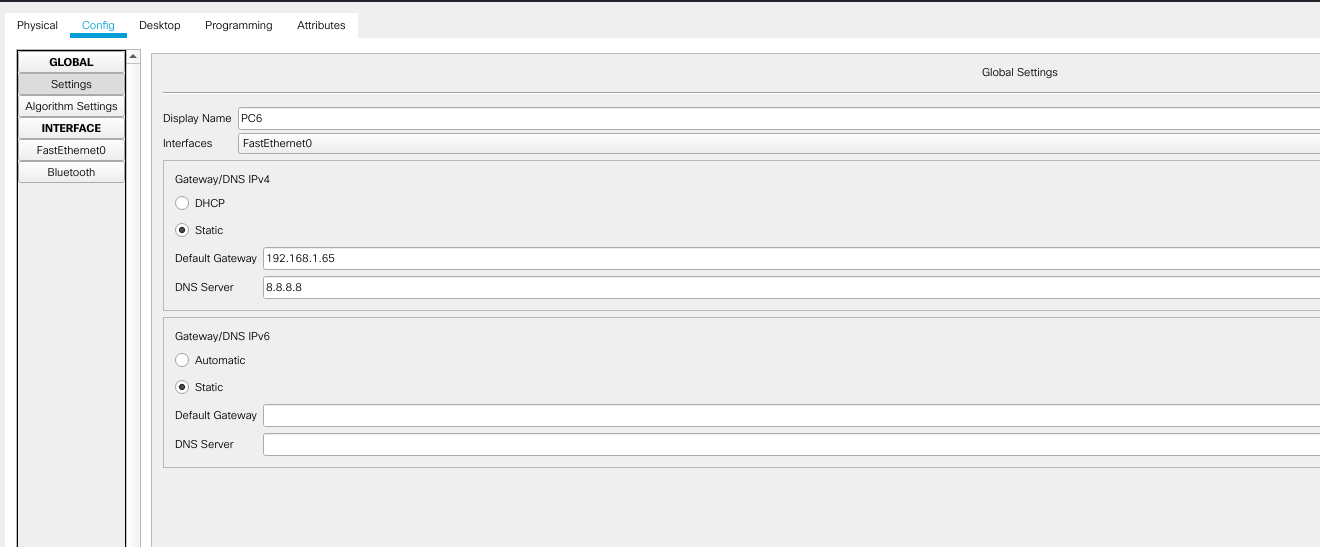 Physical Config Desktop Programming Attributes
GLOBAL
Settings
Algorithm Settings
INTERFACE
FastEthernet0
Bluetooth
Global Settings
Display Name PC6
Interfaces FastEthernet0
Gateway/DNS IPv4
DHCP
Static
Default Gateway 192.168.1.65
DNS Server 8.8.8.8
Gateway/DNS IPv6
Automatic
Static
Default Gateway
DNS Server